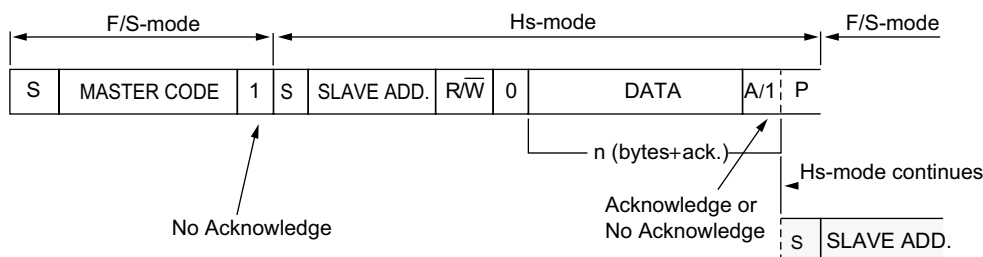 F/S-mode Hs-mode F/S-mode
S MASTER CODE 1 S SLAVE ADD. R/W̅ 0 DATA A/1 P
n (bytes+ack.)
Hs-mode continues
No Acknowledge
Acknowledge or
No Acknowledge
S SLAVE ADD.